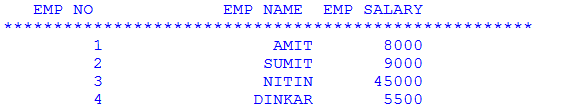 EMP NO EMP NAME EMP SALARY
*****************************************************
1 AMIT 8000
2 SUMIT 9000
3 NITIN 45000
4 DINKAR 5500